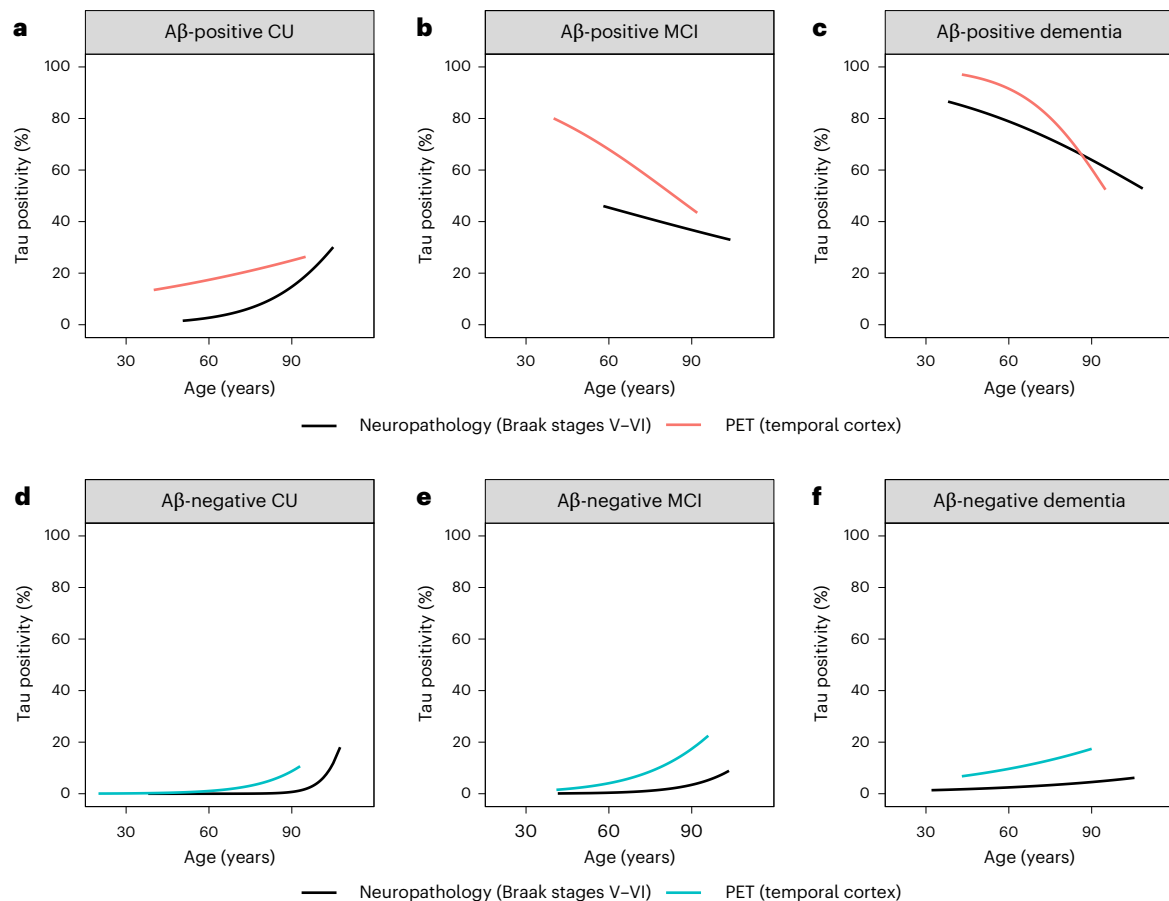 a Aβ-positive CU
b Aβ-positive MCI
c Aβ-positive dementia
Tau positivity (%)
100
80
60
40
20
0
30 60 90
Age (years)
Tau positivity (%)
100
80
60
40
20
0
30 60 90
Age (years)
Tau positivity (%)
100
80
60
40
20
0
30 60 90
Age (years)
Neuropathology (Braak stages V–VI) PET (temporal cortex)
d Aβ-negative CU
e Aβ-negative MCI
f Aβ-negative dementia
Tau positivity (%)
100
80
60
40
20
0
30 60 90
Age (years)
Tau positivity (%)
100
80
60
40
20
0
30 60 90
Age (years)
Tau positivity (%)
100
80
60
40
20
0
30 60 90
Age (years)
Neuropathology (Braak stages V–VI) PET (temporal cortex)